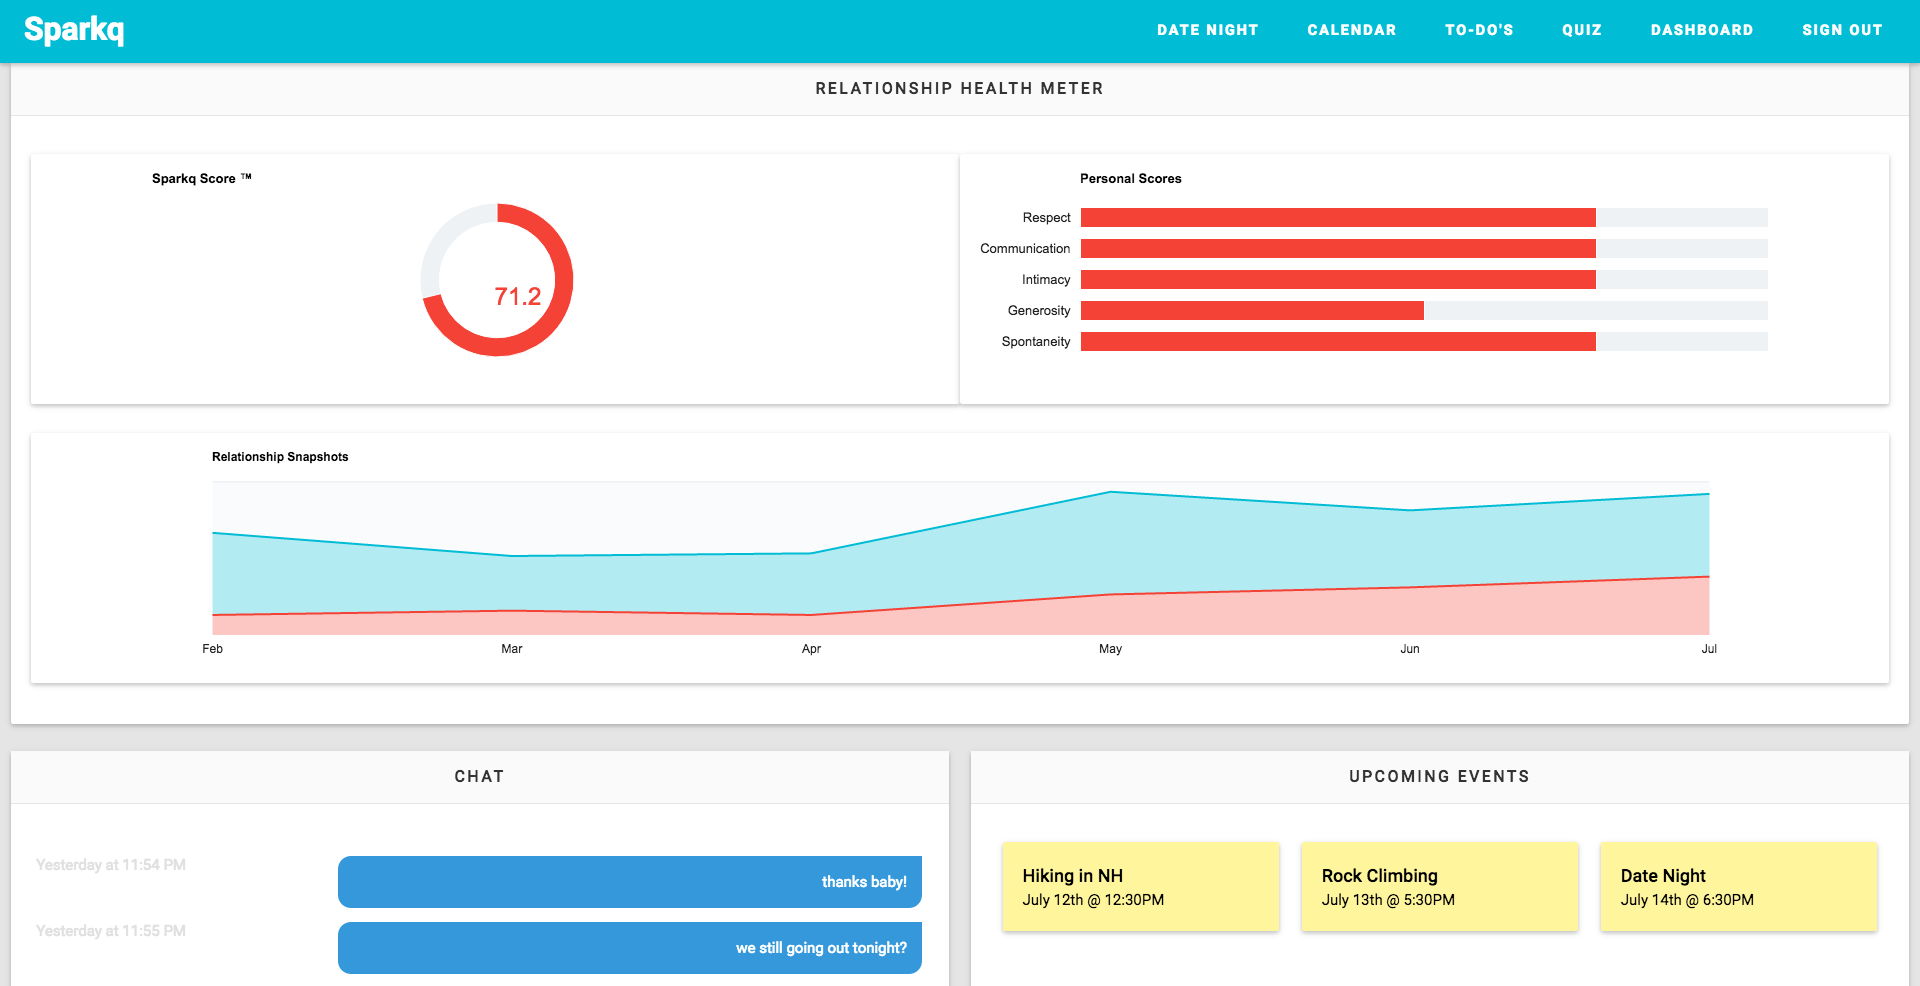 Sparkq
DATE NIGHT
CALENDAR
TO-DO'S
QUIZ
DASHBOARD
SIGN OUT
RELATIONSHIP HEALTH METER
Sparkq Score ™
71.2
Personal Scores
Respect
Communication
Intimacy
Generosity
Spontaneity
Relationship Snapshots
Feb
Mar
Apr
May
Jun
Jul
CHAT
Yesterday at 11:54 PM
thanks baby!
Yesterday at 11:55 PM
we still going out tonight?
UPCOMING EVENTS
Hiking in NH
July 12th @ 12:30PM
Rock Climbing
July 13th @ 5:30PM
Date Night
July 14th @ 6:30PM